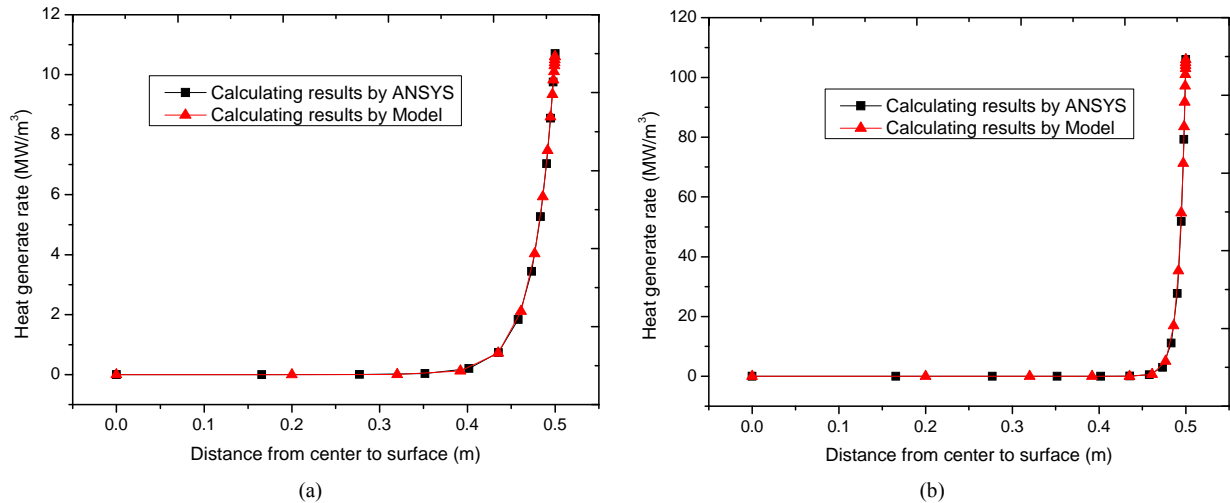 12
10
8
6
4
2
0
Heat generate rate (MW/m³)
Calculating results by ANSYS
Calculating results by Model
0.0 0.1 0.2 0.3 0.4 0.5
Distance from center to surface (m)
(a)
120
100
80
60
40
20
0
Heat generate rate (MW/m³)
Calculating results by ANSYS
Calculating results by Model
0.0 0.1 0.2 0.3 0.4 0.5
Distance from center to surface (m)
(b)